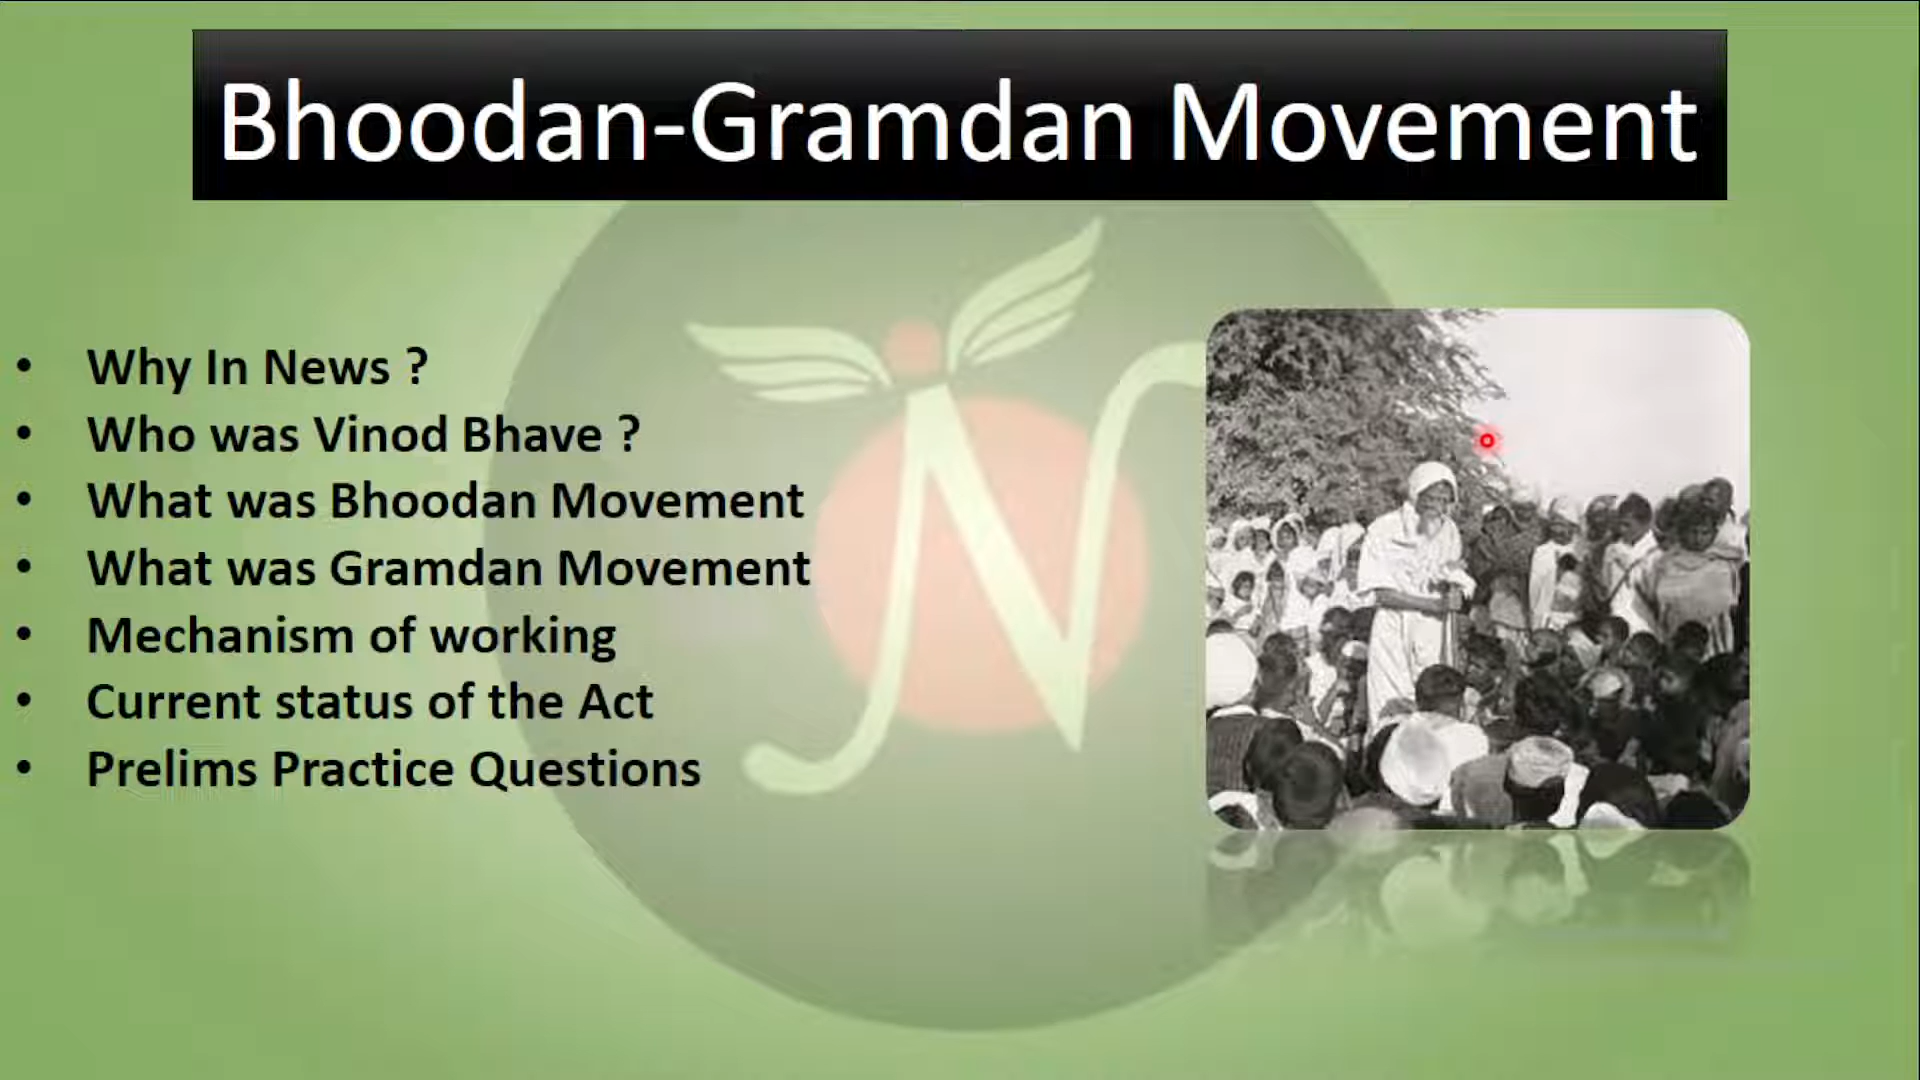 Bhoodan-Gramdan Movement
• Why In News ?
• Who was Vinod Bhave ?
• What was Bhoodan Movement
• What was Gramdan Movement
• Mechanism of working
• Current status of the Act
• Prelims Practice Questions
N